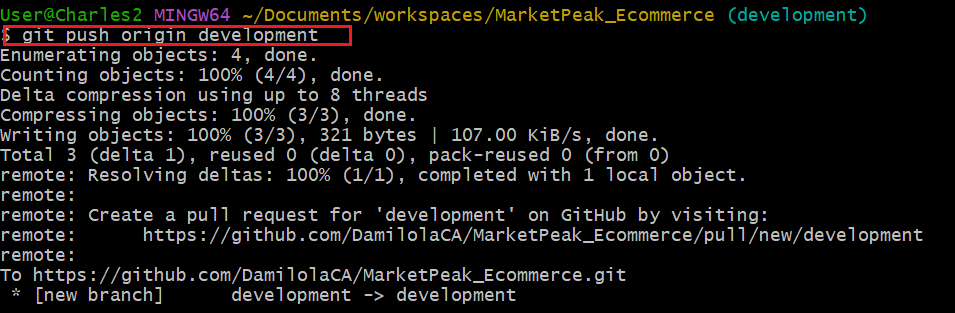 User@Charles2 MINGW64 ~/Documents/workspaces/MarketPeak_Ecommerce (development)
$ git push origin development
Enumerating objects: 4, done.
Counting objects: 100% (4/4), done.
Delta compression using up to 8 threads
Compressing objects: 100% (3/3), done.
Writing objects: 100% (3/3), 321 bytes | 107.00 KiB/s, done.
Total 3 (delta 1), reused 0 (delta 0), pack-reused 0 (from 0)
remote: Resolving deltas: 100% (1/1), completed with 1 local object.
remote:
remote: Create a pull request for 'development' on GitHub by visiting:
remote:      https://github.com/DamilolaCA/MarketPeak_Ecommerce/pull/new/development
remote:
To https://github.com/DamilolaCA/MarketPeak_Ecommerce.git
 * [new branch]      development -> development